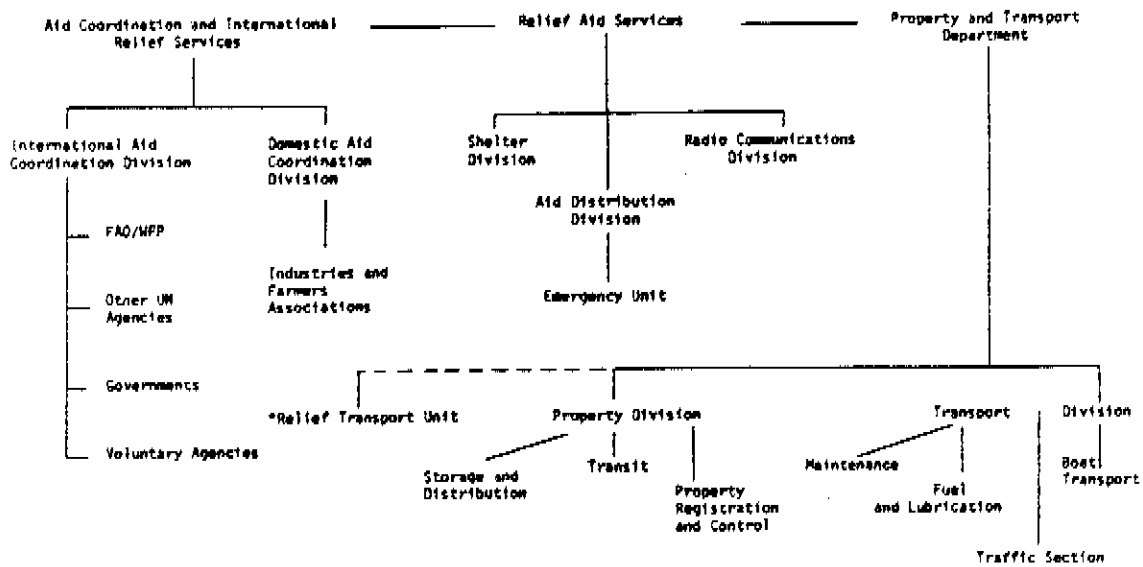 Aid Coordination and International
Relief Services
Relief Aid Services
Property and Transport
Department
International Aid
Coordination Division
Domestic Aid
Coordination
Division
Shelter
Division
Radio Communications
Division
Aid Distribution
Division
FAO/WFP
Industries and
Farmers
Associations
Emergency Unit
Other UN
Agencies
Governments
*Relief Transport Unit
Property Division
Transport
Division
Voluntary Agencies
Storage and
Distribution
Transit
Property
Registration
and Control
Maintenance
Fuel
and Lubrication
Boat
Transport
Traffic Section